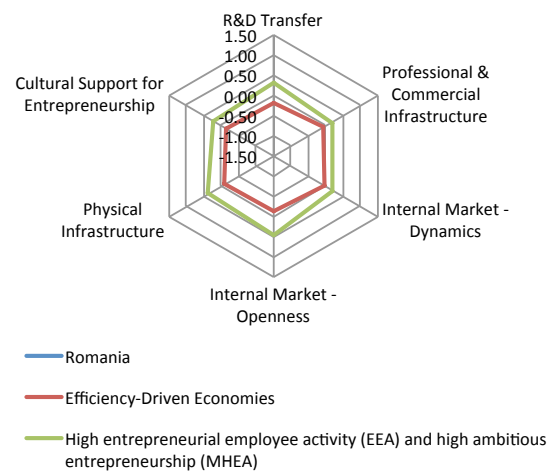 R&D Transfer
1.50
1.00
0.50
0.00
-0.50
-1.00
-1.50
Professional &
Commercial
Infrastructure
Internal Market -
Dynamics
Internal Market -
Openness
Physical
Infrastructure
Cultural Support for
Entrepreneurship
Romania
Efficiency-Driven Economies
High entrepreneurial employee activity (EEA) and high ambitious
entrepreneurship (MHEA)